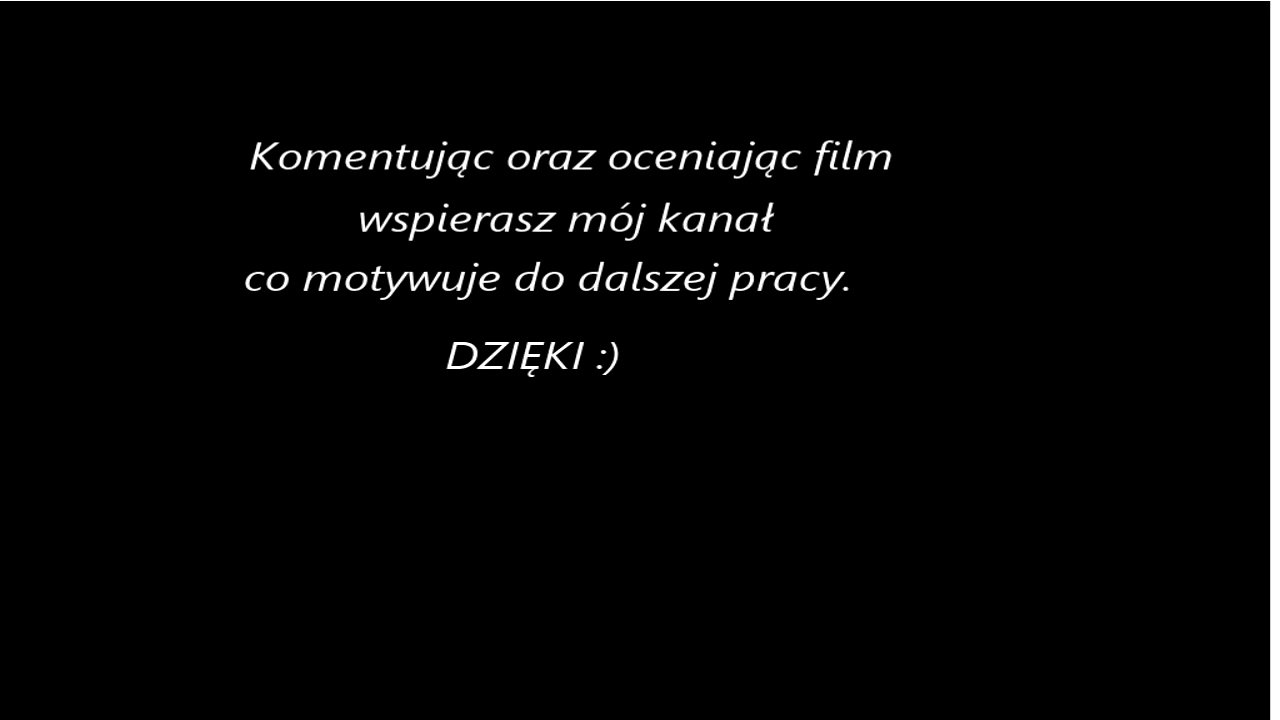 Komentując oraz oceniając film
wspierasz mój kanał
co motywuje do dalszej pracy.
DZIĘKI :)